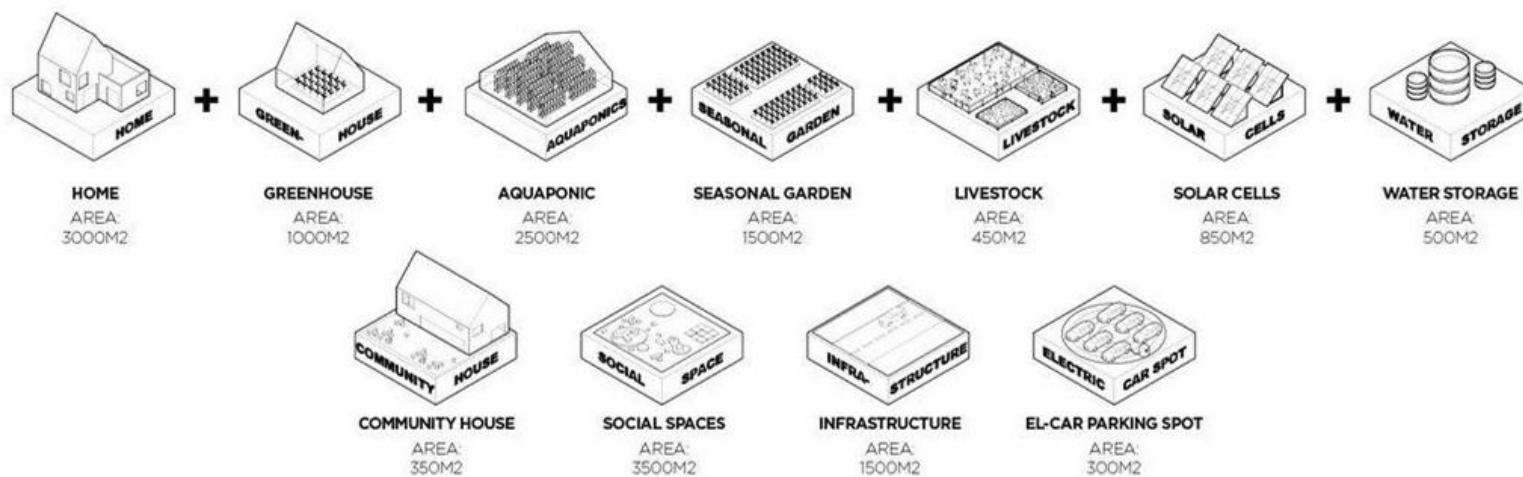 HOME
GREEN-
HOUSE
AQUAPONICS
SEASONAL
GARDEN
LIVESTOCK
SOLAR
CELLS
WATER
STORAGE
+ + + + + +
HOME
AREA:
3000M2
GREENHOUSE
AREA:
1000M2
AQUAPONIC
AREA:
2500M2
SEASONAL GARDEN
AREA:
1500M2
LIVESTOCK
AREA:
450M2
SOLAR CELLS
AREA:
850M2
WATER STORAGE
AREA:
500M2
COMMUNITY
HOUSE
SOCIAL
SPACE
INFRA-
STRUCTURE
ELECTRIC
CAR SPOT
COMMUNITY HOUSE
AREA:
350M2
SOCIAL SPACES
AREA:
3500M2
INFRASTRUCTURE
AREA:
1500M2
EL-CAR PARKING SPOT
AREA:
300M2